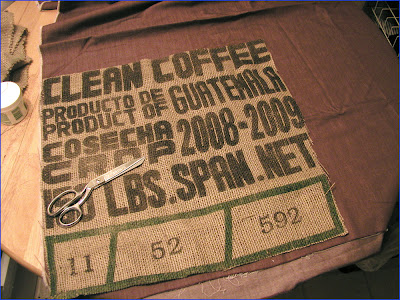 CLEAN COFFEE
PRODUCTO DE
PRODUCT OF
GUATEMALA
COSECHA
CROP
2008-2009
LBS.SPAN.NET
11 52 592